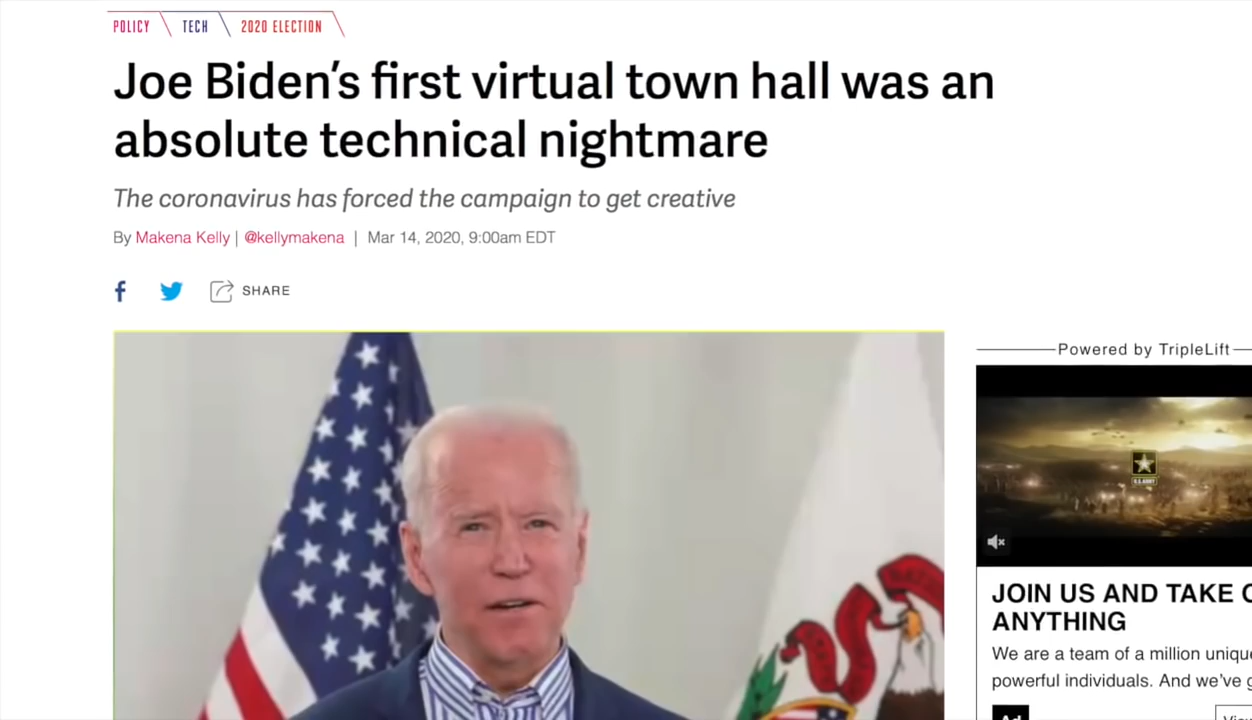 POLICY TECH 2020 ELECTION
Joe Biden’s first virtual town hall was an
absolute technical nightmare
The coronavirus has forced the campaign to get creative
By Makena Kelly | @kellymakena | Mar 14, 2020, 9:00am EDT
SHARE
Powered by TripleLift
U.S. ARMY
JOIN US AND TAKE
ANYTHING
We are a team of a million
powerful individuals. And we’ve
Ad